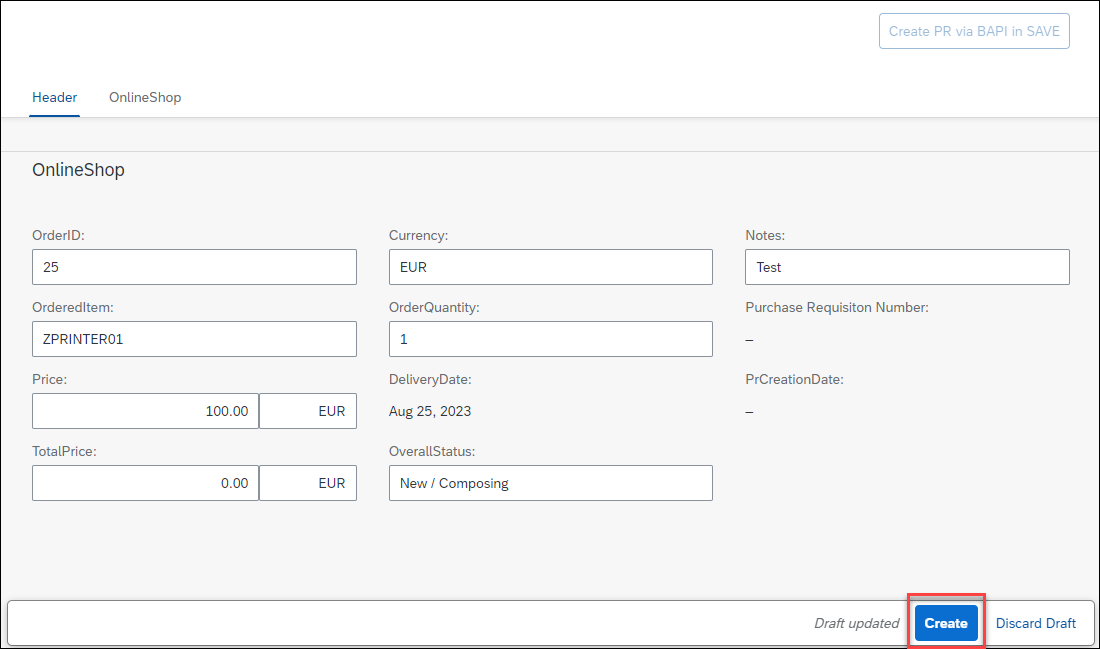 Create PR via BAPI in SAVE
Header OnlineShop
OnlineShop
OrderID: Currency: Notes:
25 EUR Test
OrderedItem: OrderQuantity: Purchase Requisiton Number:
ZPRINTER01 1 –
Price: DeliveryDate: PrCreationDate:
100.00 EUR Aug 25, 2023 –
TotalPrice: OverallStatus:
0.00 EUR New / Composing
Draft updated Create Discard Draft